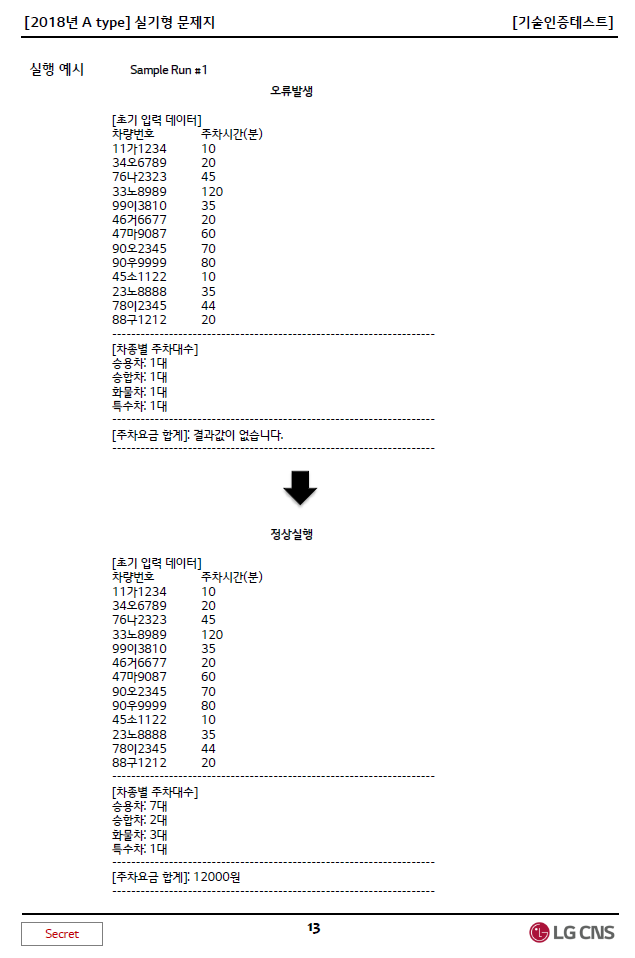 [2018년 A type] 실기형 문제지 [기술인증테스트]
실행 예시 Sample Run #1
오류발생
[초기 입력 데이터]
차량번호 주차시간(분)
11가1234 10
34오6789 20
76나2323 45
33노8989 120
99이3810 35
46거6677 20
47마9087 60
90오2345 70
90우9999 80
45소1122 10
23노8888 35
78이2345 44
88구1212 20
--------------------------------------------------------------------
[차종별 주차대수]
승용차: 1대
승합차: 1대
화물차: 1대
특수차: 1대
--------------------------------------------------------------------
[주차요금 합계]: 결과값이 없습니다.
--------------------------------------------------------------------
정상실행
[초기 입력 데이터]
차량번호 주차시간(분)
11가1234 10
34오6789 20
76나2323 45
33노8989 120
99이3810 35
46거6677 20
47마9087 60
90오2345 70
90우9999 80
45소1122 10
23노8888 35
78이2345 44
88구1212 20
--------------------------------------------------------------------
[차종별 주차대수]
승용차: 7대
승합차: 2대
화물차: 3대
특수차: 1대
--------------------------------------------------------------------
[주차요금 합계]: 12000원
--------------------------------------------------------------------
Secret 13 LG CNS